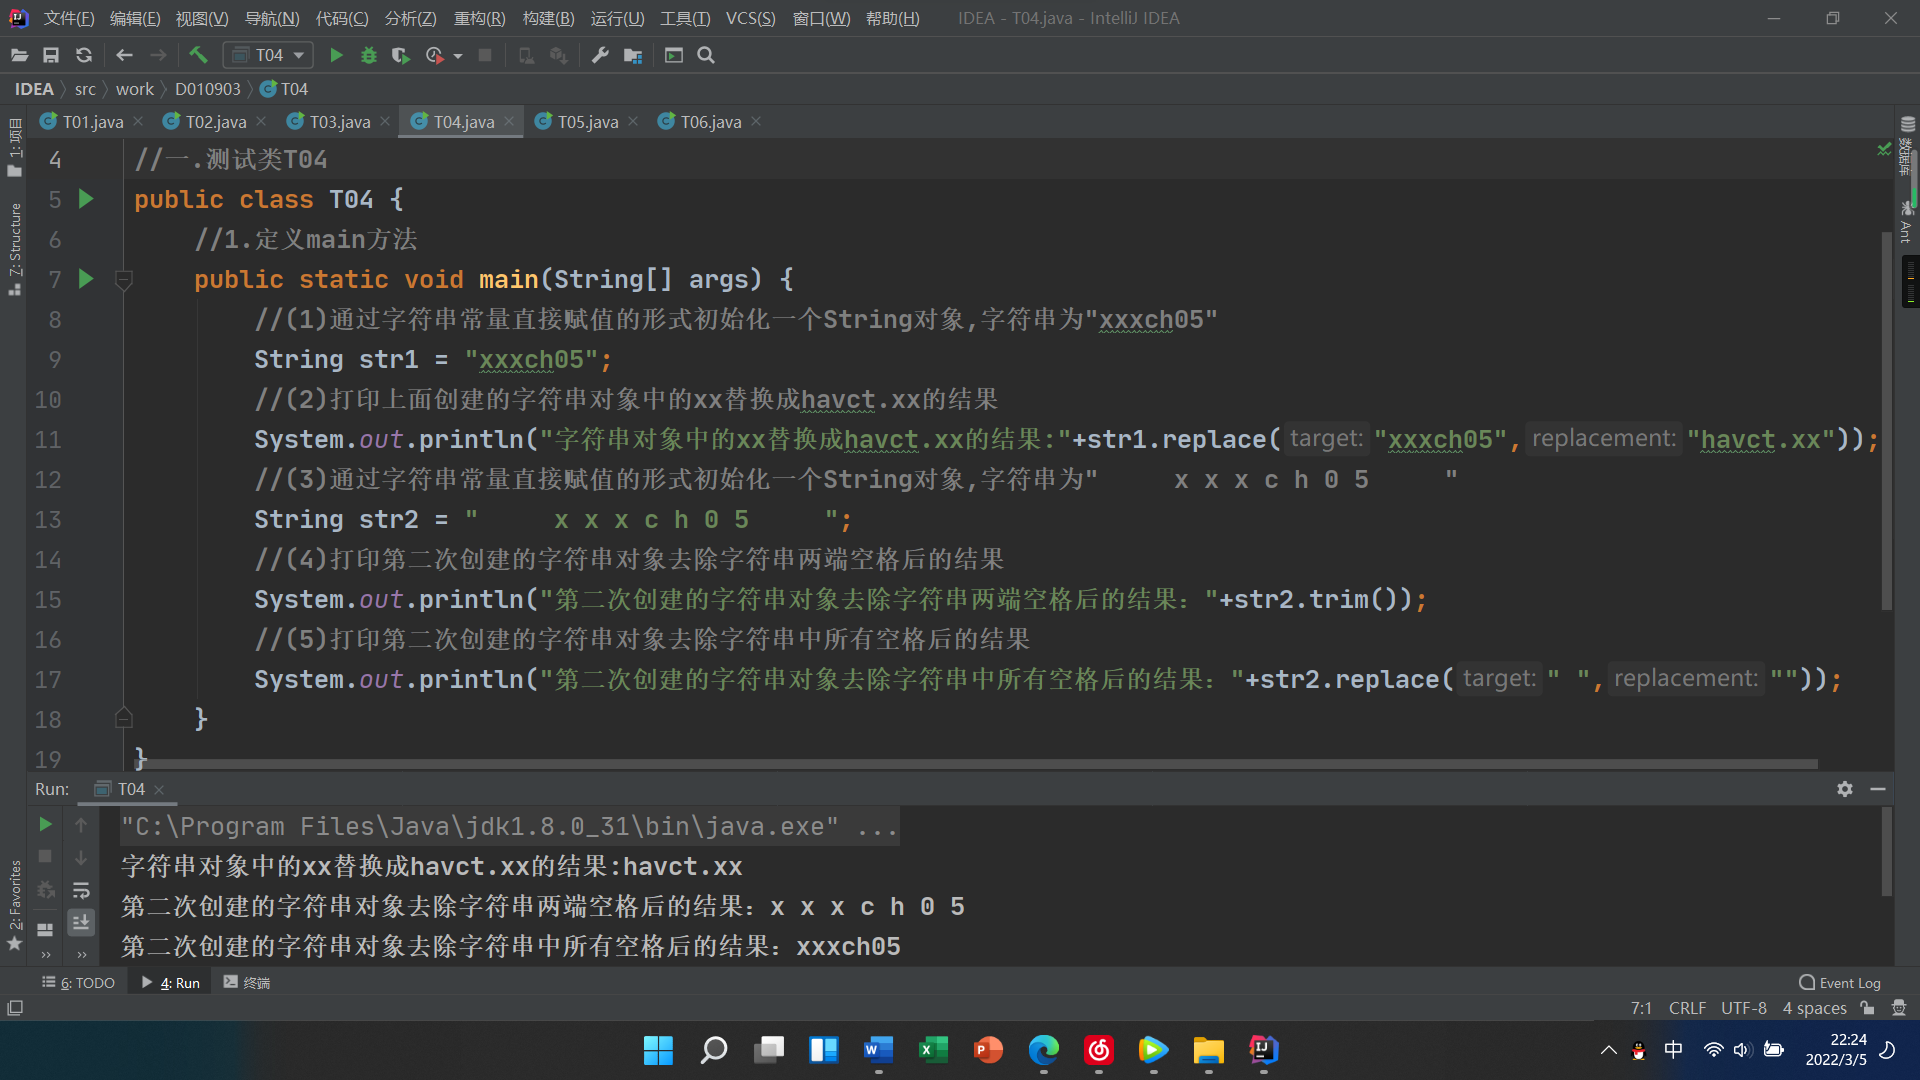 文件(F) 编辑(E) 视图(V) 导航(N) 代码(C) 分析(Z) 重构(R) 构建(B) 运行(U) 工具(T) VCS(S) 窗口(W) 帮助(H) IDEA - T04.java - IntelliJ IDEA
T04
IDEA src work D010903 T04
T01.java T02.java T03.java T04.java T05.java T06.java
1: 项目
7: Structure
2: Favorites
数据库
Ant
4 //一.测试类T04
5 public class T04 {
6 //1.定义main方法
7 public static void main(String[] args) {
8 //(1)通过字符串常量直接赋值的形式初始化一个String对象,字符串为"xxxch05"
9 String str1 = "xxxch05";
10 //(2)打印上面创建的字符串对象中的xx替换成havct.xx的结果
11 System.out.println("字符串对象中的xx替换成havct.xx的结果:"+str1.replace( target: "xxxch05", replacement: "havct.xx"));
12 //(3)通过字符串常量直接赋值的形式初始化一个String对象,字符串为"     x x x c h 0 5     "
13 String str2 = "     x x x c h 0 5     ";
14 //(4)打印第二次创建的字符串对象去除字符串两端空格后的结果
15 System.out.println("第二次创建的字符串对象去除字符串两端空格后的结果："+str2.trim());
16 //(5)打印第二次创建的字符串对象去除字符串中所有空格后的结果
17 System.out.println("第二次创建的字符串对象去除字符串中所有空格后的结果："+str2.replace( target: " ", replacement: ""));
18 }
19 }
Run: T04
"C:\Program Files\Java\jdk1.8.0_31\bin\java.exe" ...
字符串对象中的xx替换成havct.xx的结果:havct.xx
第二次创建的字符串对象去除字符串两端空格后的结果：x x x c h 0 5
第二次创建的字符串对象去除字符串中所有空格后的结果：xxxch05
6: TODO 4: Run 终端 Event Log
7:1 CRLF UTF-8 4 spaces
中 22:24
2022/3/5